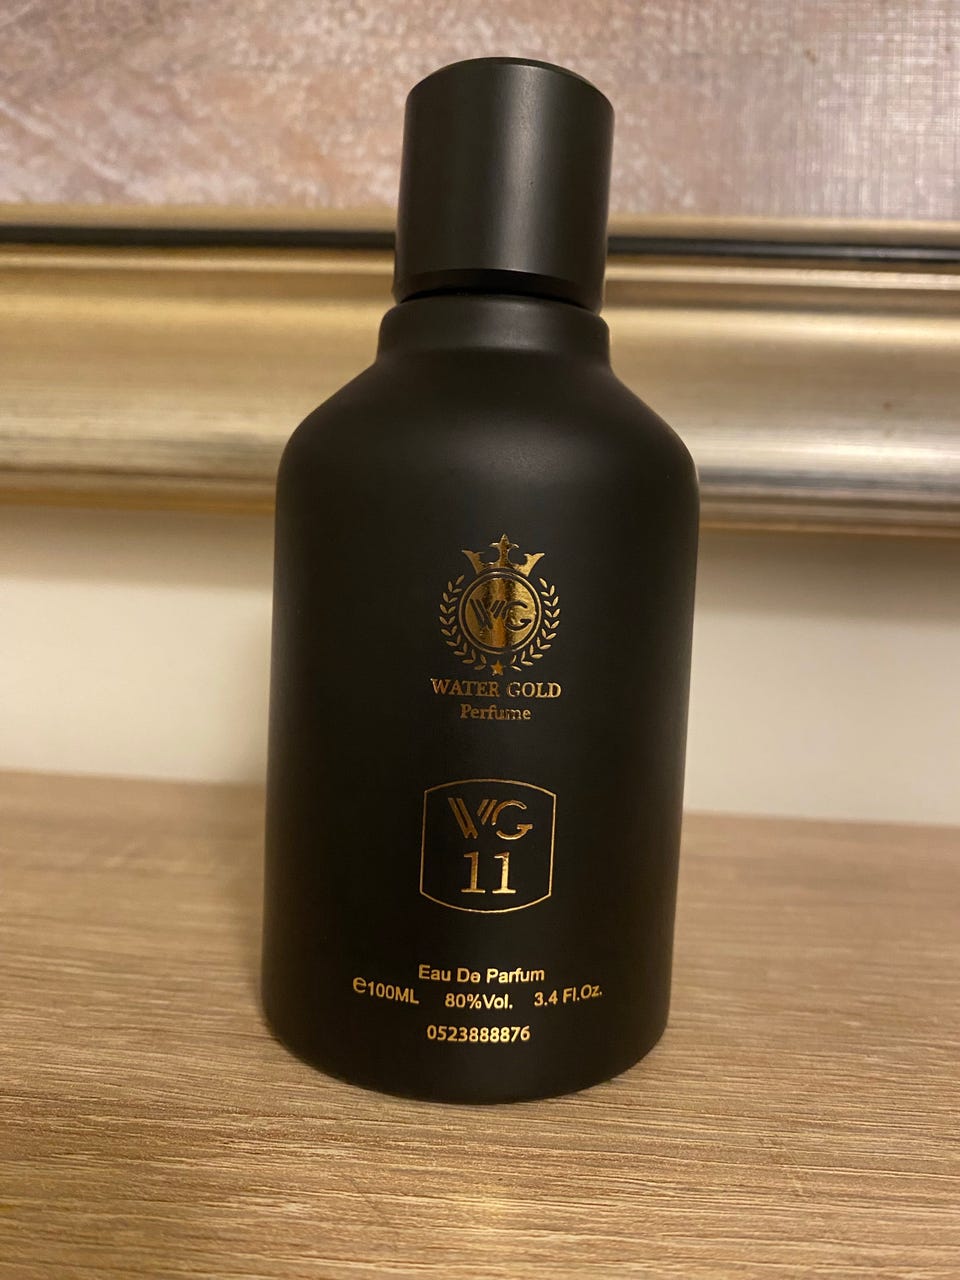 WG
WATER GOLD
Perfume
WG
11
Eau De Parfum
℮100ML 80%Vol. 3.4 Fl.Oz.
0523888876